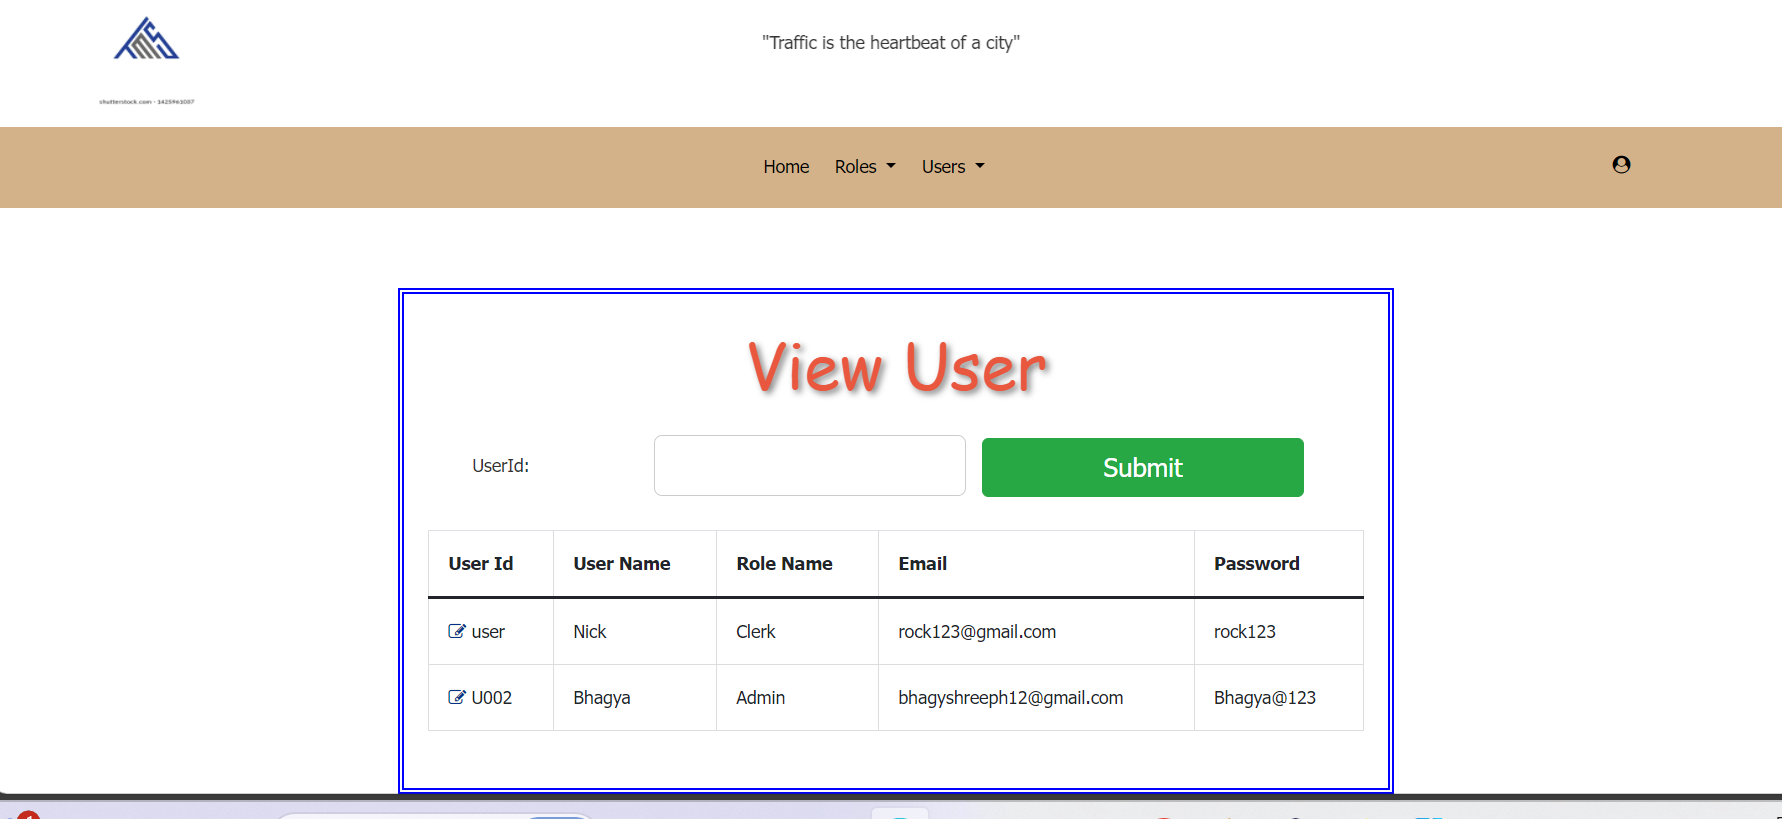 "Traffic is the heartbeat of a city"
shutterstock.com · 1425961097
Home Roles Users
View User
UserId: Submit
User Id User Name Role Name Email Password
user Nick Clerk rock123@gmail.com rock123
U002 Bhagya Admin bhagyshreeph12@gmail.com Bhagya@123